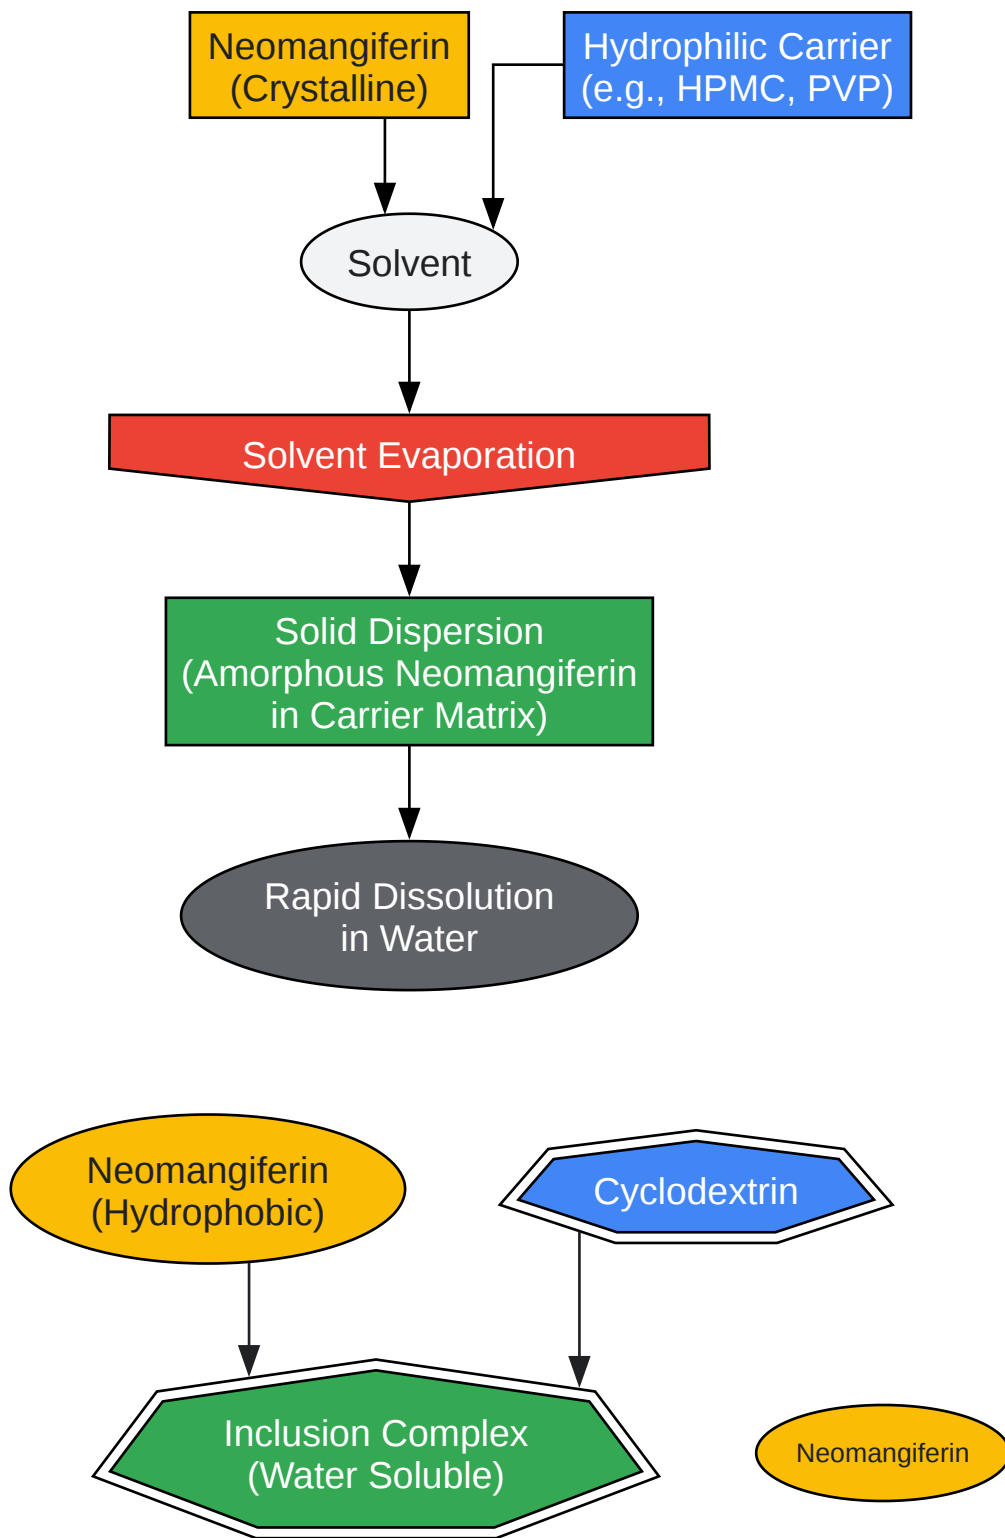 Neomangiferin
(Crystalline)
Hydrophilic Carrier
(e.g., HPMC, PVP)
Solvent
Solvent Evaporation
Solid Dispersion
(Amorphous Neomangiferin
in Carrier Matrix)
Rapid Dissolution
in Water
Neomangiferin
(Hydrophobic)
Cyclodextrin
Inclusion Complex
(Water Soluble)
Neomangiferin